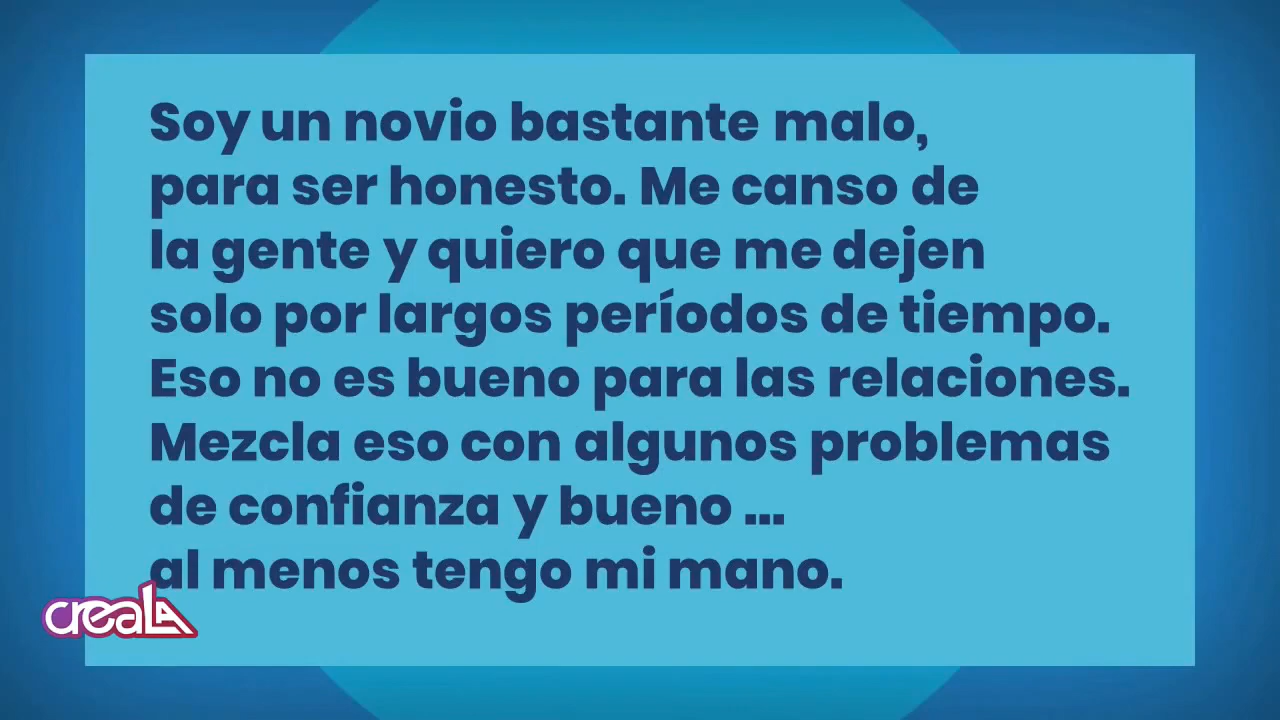 Soy un novio bastante malo,
para ser honesto. Me canso de
la gente y quiero que me dejen
solo por largos períodos de tiempo.
Eso no es bueno para las relaciones.
Mezcla eso con algunos problemas
de confianza y bueno ...
al menos tengo mi mano.
creaLA